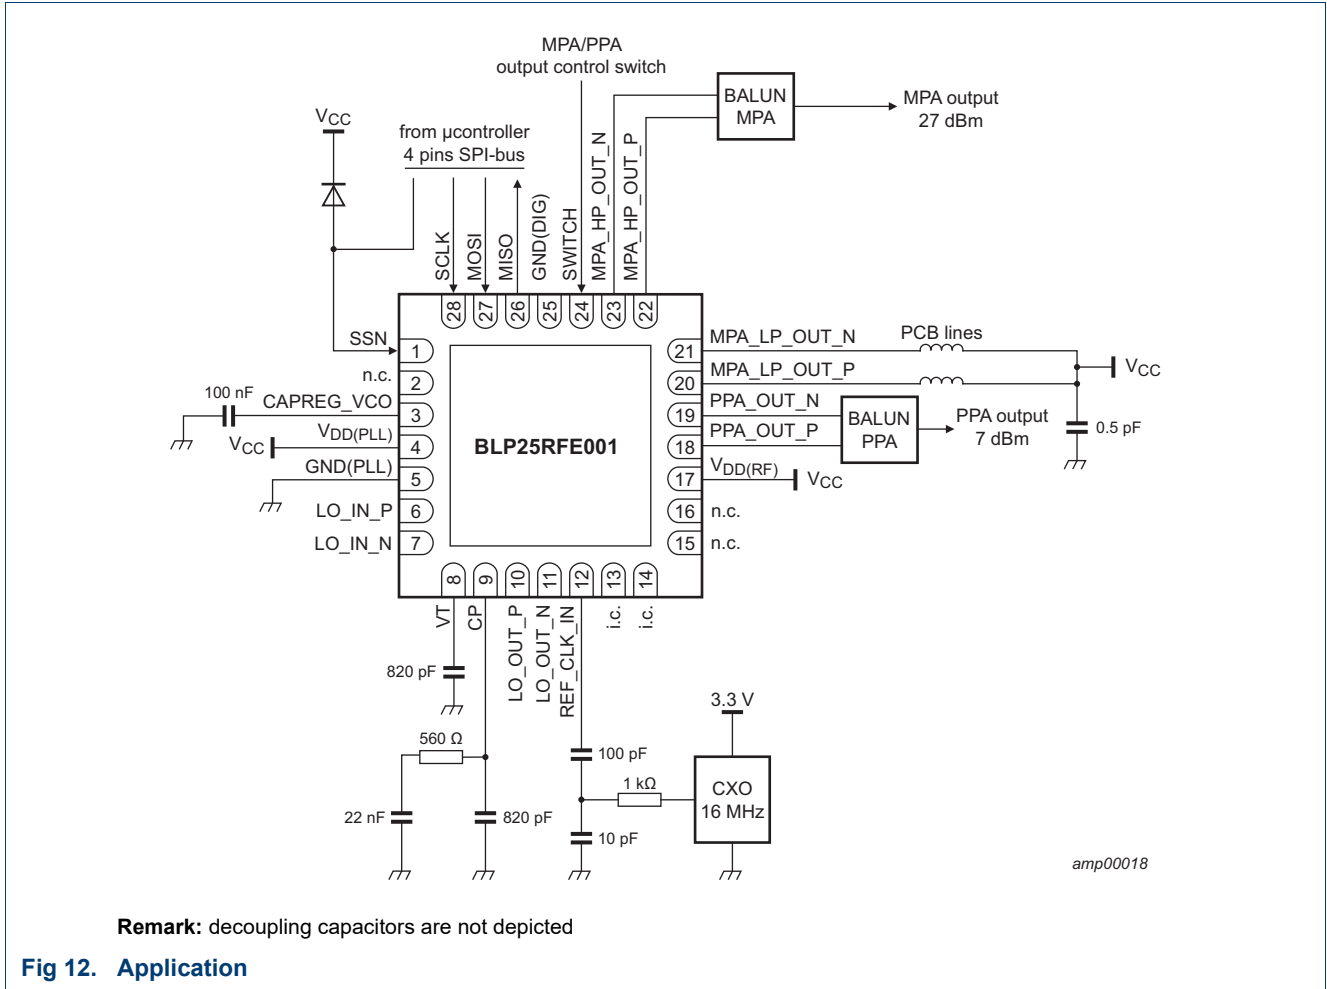 MPA/PPA
output control switch
BALUN
MPA
MPA output
27 dBm
VCC
from µcontroller
4 pins SPI-bus
SCLK
MOSI
MISO
GND(DIG)
SWITCH
MPA_HP_OUT_N
MPA_HP_OUT_P
28
27
26
25
24
23
22
SSN
1
n.c.
2
100 nF
CAPREG_VCO
3
VCC
VDD(PLL)
4
GND(PLL)
5
LO_IN_P
6
LO_IN_N
7
BLP25RFE001
21
MPA_LP_OUT_N
PCB lines
20
MPA_LP_OUT_P
VCC
19
PPA_OUT_N
18
PPA_OUT_P
BALUN
PPA
PPA output
7 dBm
0.5 pF
17
VDD(RF)
VCC
16
n.c.
15
n.c.
8
9
10
11
12
13
14
VT
CP
LO_OUT_P
LO_OUT_N
REF_CLK_IN
i.c.
i.c.
820 pF
560 Ω
22 nF
820 pF
100 pF
1 kΩ
10 pF
3.3 V
CXO
16 MHz
amp00018
Remark: decoupling capacitors are not depicted
Fig 12. Application